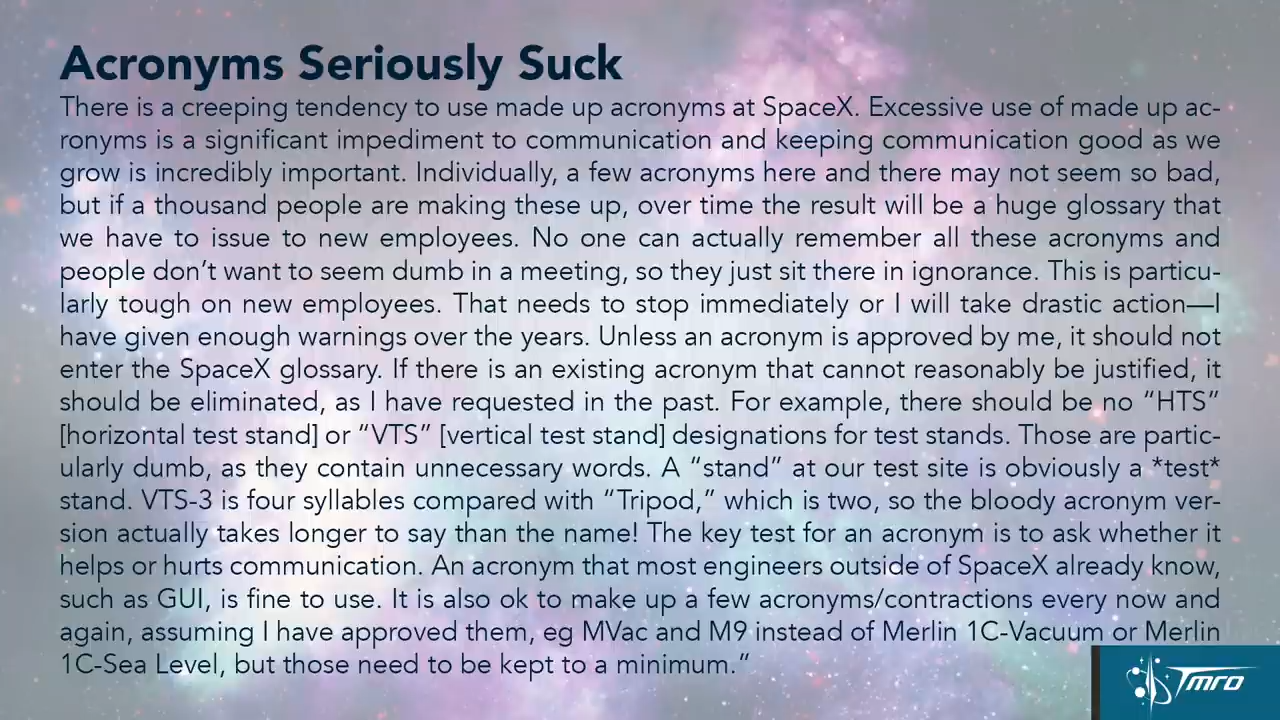 Acronyms Seriously Suck
There is a creeping tendency to use made up acronyms at SpaceX. Excessive use of made up ac-
ronyms is a significant impediment to communication and keeping communication good as we
grow is incredibly important. Individually, a few acronyms here and there may not seem so bad,
but if a thousand people are making these up, over time the result will be a huge glossary that
we have to issue to new employees. No one can actually remember all these acronyms and
people don’t want to seem dumb in a meeting, so they just sit there in ignorance. This is particu-
larly tough on new employees. That needs to stop immediately or I will take drastic action—I
have given enough warnings over the years. Unless an acronym is approved by me, it should not
enter the SpaceX glossary. If there is an existing acronym that cannot reasonably be justified, it
should be eliminated, as I have requested in the past. For example, there should be no “HTS”
[horizontal test stand] or “VTS” [vertical test stand] designations for test stands. Those are partic-
ularly dumb, as they contain unnecessary words. A “stand” at our test site is obviously a *test*
stand. VTS-3 is four syllables compared with “Tripod,” which is two, so the bloody acronym ver-
sion actually takes longer to say than the name! The key test for an acronym is to ask whether it
helps or hurts communication. An acronym that most engineers outside of SpaceX already know,
such as GUI, is fine to use. It is also ok to make up a few acronyms/contractions every now and
again, assuming I have approved them, eg MVac and M9 instead of Merlin 1C-Vacuum or Merlin
1C-Sea Level, but those need to be kept to a minimum.”
Tmro